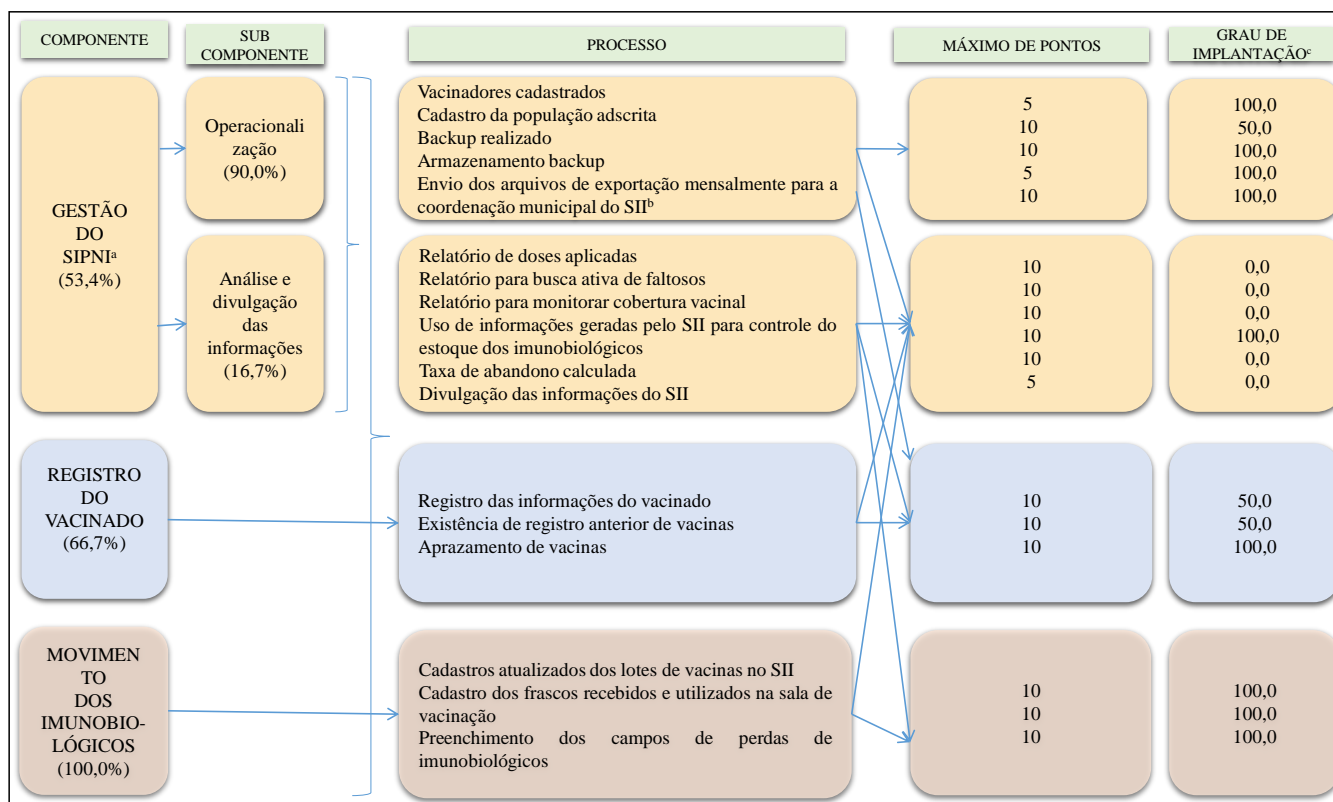 COMPONENTE
SUB
COMPONENTE
PROCESSO
MÁXIMO DE PONTOS
GRAU DE
IMPLANTAÇÃOᶜ
GESTÃO
DO
SIPNIᵃ
(53,4%)
Operacionali
zação
(90,0%)
Vacinadores cadastrados
Cadastro da população adscrita
Backup realizado
Armazenamento backup
Envio dos arquivos de exportação mensalmente para a
coordenação municipal do SIIᵇ
5
10
10
5
10
100,0
50,0
100,0
100,0
100,0
Análise e
divulgação
das
informações
(16,7%)
Relatório de doses aplicadas
Relatório para busca ativa de faltosos
Relatório para monitorar cobertura vacinal
Uso de informações geradas pelo SII para controle do
estoque dos imunobiológicos
Taxa de abandono calculada
Divulgação das informações do SII
10
10
10
10
10
5
0,0
0,0
0,0
100,0
0,0
0,0
REGISTRO
DO
VACINADO
(66,7%)
Registro das informações do vacinado
Existência de registro anterior de vacinas
Aprazamento de vacinas
10
10
10
50,0
50,0
100,0
MOVIMEN
TO
DOS
IMUNOBIO-
LÓGICOS
(100,0%)
Cadastros atualizados dos lotes de vacinas no SII
Cadastro dos frascos recebidos e utilizados na sala de
vacinação
Preenchimento dos campos de perdas de
imunobiológicos
10
10
10
100,0
100,0
100,0